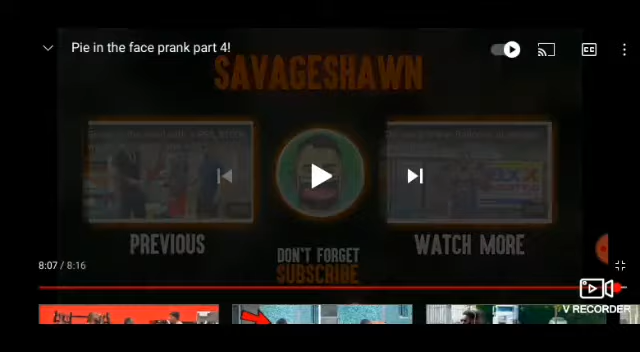 Pie in the face prank part 4!
CC
SAVAGESHAWN
PREVIOUS
DON'T FORGET
SUBSCRIBE
WATCH MORE
8:07 / 8:16
V RECORDER